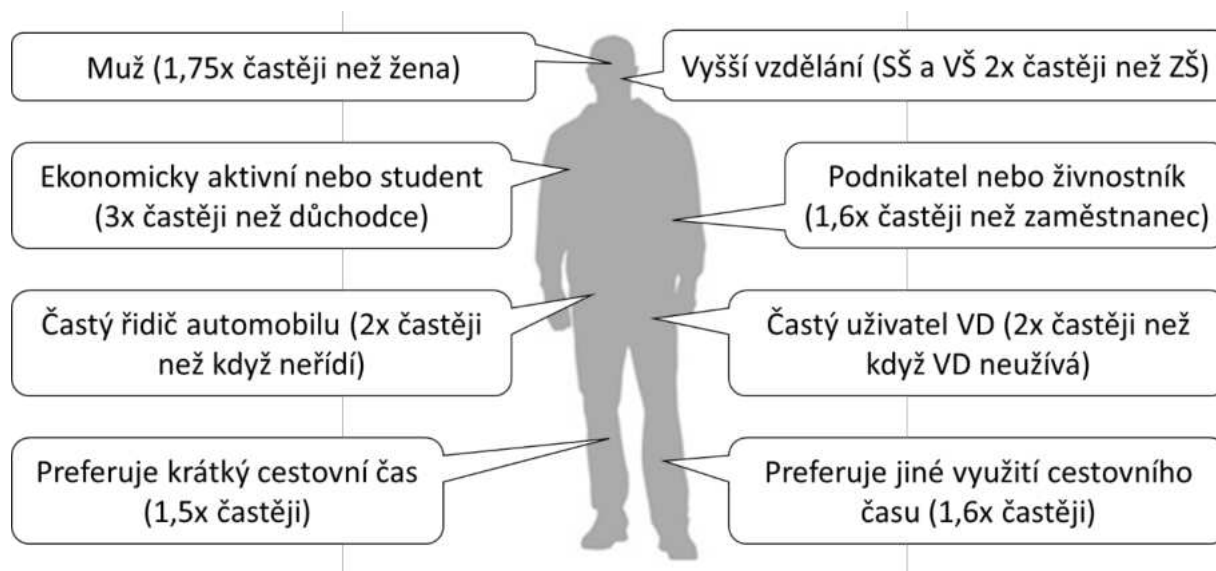 Muž (1,75x častěji než žena)
Vyšší vzdělání (SŠ a VŠ 2x častěji než ZŠ)
Ekonomicky aktivní nebo student
(3x častěji než důchodce)
Podnikatel nebo živnostník
(1,6x častěji než zaměstnanec)
Častý řidič automobilu (2x častěji
než když neřídí)
Častý uživatel VD (2x častěji než
když VD neužívá)
Preferuje krátký cestovní čas
(1,5x častěji)
Preferuje jiné využití cestovního
času (1,6x častěji)